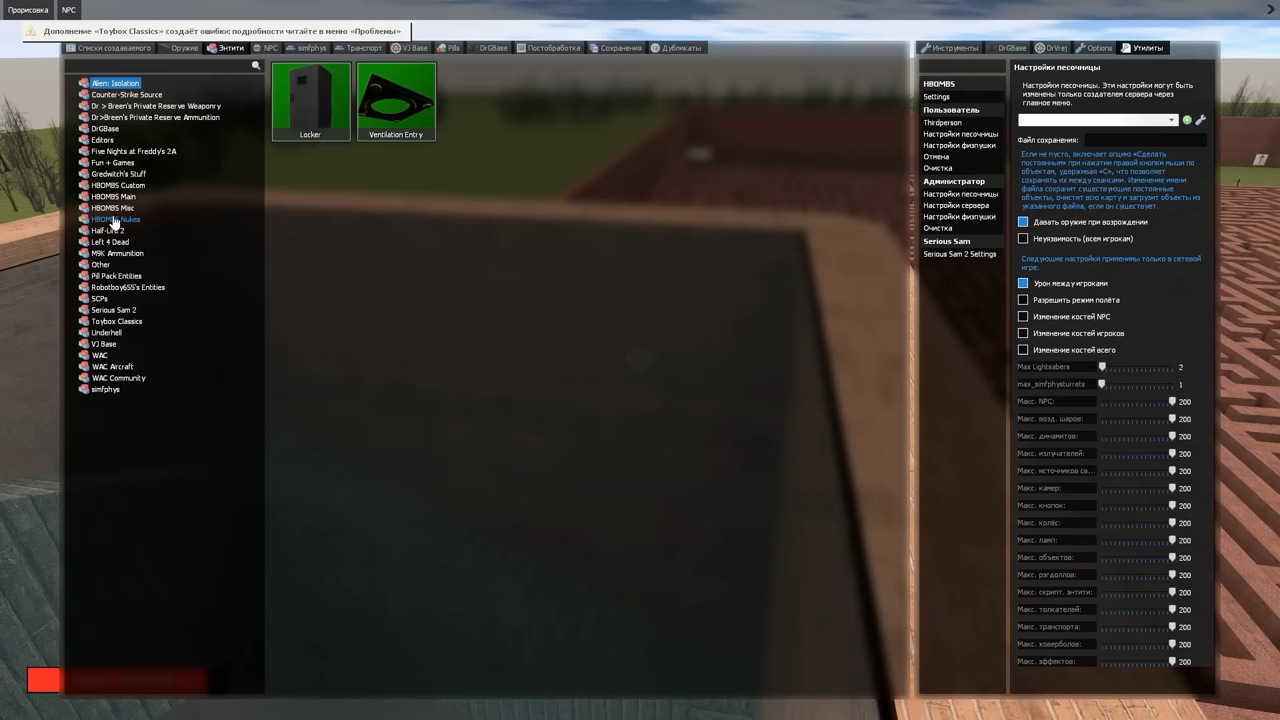 Прорисовка NPC
Дополнение «Toybox Classics» создаёт ошибки: подробности читайте в меню «Проблемы»
Списки создаваемого Оружие Энтити NPC simfphys Транспорт VJ Base Pills DrGBase Постобработка Сохранения Дубликаты
Alien: Isolation
Counter-Strike Source
Dr > Breen's Private Reserve Weaponry
Dr>Breen's Private Reserve Ammunition
DrGBase
Editors
Five Nights at Freddy's 2A
Fun + Games
Gredwitch's Stuff
HBOMBS Custom
HBOMBS Main
HBOMBS Misc
HBOMBS Nukes
Half-Life 2
Left 4 Dead
M9K Ammunition
Other
Pill Pack Entities
Robotboy655's Entities
SCPs
Serious Sam 2
Toybox Classics
Underhell
VJ Base
WAC
WAC Aircraft
WAC Community
simfphys
Locker
Ventilation Entry
Инструменты DrGBase DrVrej Options Утилиты
HBOMBS
Settings
Пользователь
Thirdperson
Настройки песочницы
Настройки физпушки
Отмена
Очистка
Администратор
Настройки песочницы
Настройки сервера
Настройки физпушки
Очистка
Serious Sam
Serious Sam 2 Settings
Настройки песочницы
Настройки песочницы. Эти настройки могут быть
изменены только создателем сервера через
главное меню.
Файл сохранения:
Если не пусто, включает опцию «Сделать
постоянным» при нажатии правой кнопки мыши по
объектам, удерживая «C», что позволяет
сохранять их между сеансами. Изменение имени
файла сохранит существующие постоянные
объекты, очистит всю карту и загрузит объекты из
указанного файла, если он существует.
Давать оружие при возрождении
Неуязвимость (всем игрокам)
Следующие настройки применимы только в сетевой
игре.
Урон между игроками
Разрешить режим полёта
Изменение костей NPC
Изменение костей игроков
Изменение костей всего
Max Lightsabers 2
max_simfphysturrets 1
Макс. NPC: 200
Макс. возд. шаров: 200
Макс. динамитов: 200
Макс. излучателей: 200
Макс. источников св... 200
Макс. камер: 200
Макс. кнопок: 200
Макс. колёс: 200
Макс. ламп: 200
Макс. объектов: 200
Макс. рэгдоллов: 200
Макс. скрипт. энтити: 200
Макс. толкателей: 200
Макс. транспорта: 200
Макс. ховерболов: 200
Макс. эффектов: 200